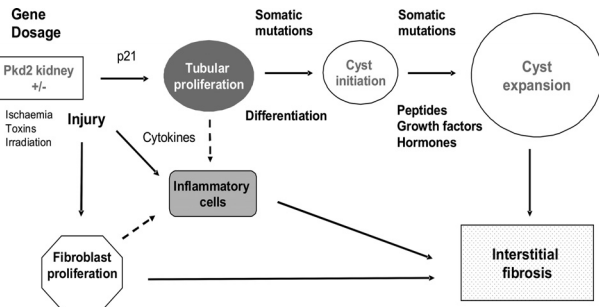 Gene
Dosage
Somatic
mutations
Somatic
mutations
p21
Pkd2 kidney
+/-
Tubular
proliferation
Cyst
initiation
Cyst
expansion
Ischaemia
Toxins
Irradiation
Injury
Cytokines
Differentiation
Peptides
Growth factors
Hormones
Inflammatory
cells
Fibroblast
proliferation
Interstitial
fibrosis